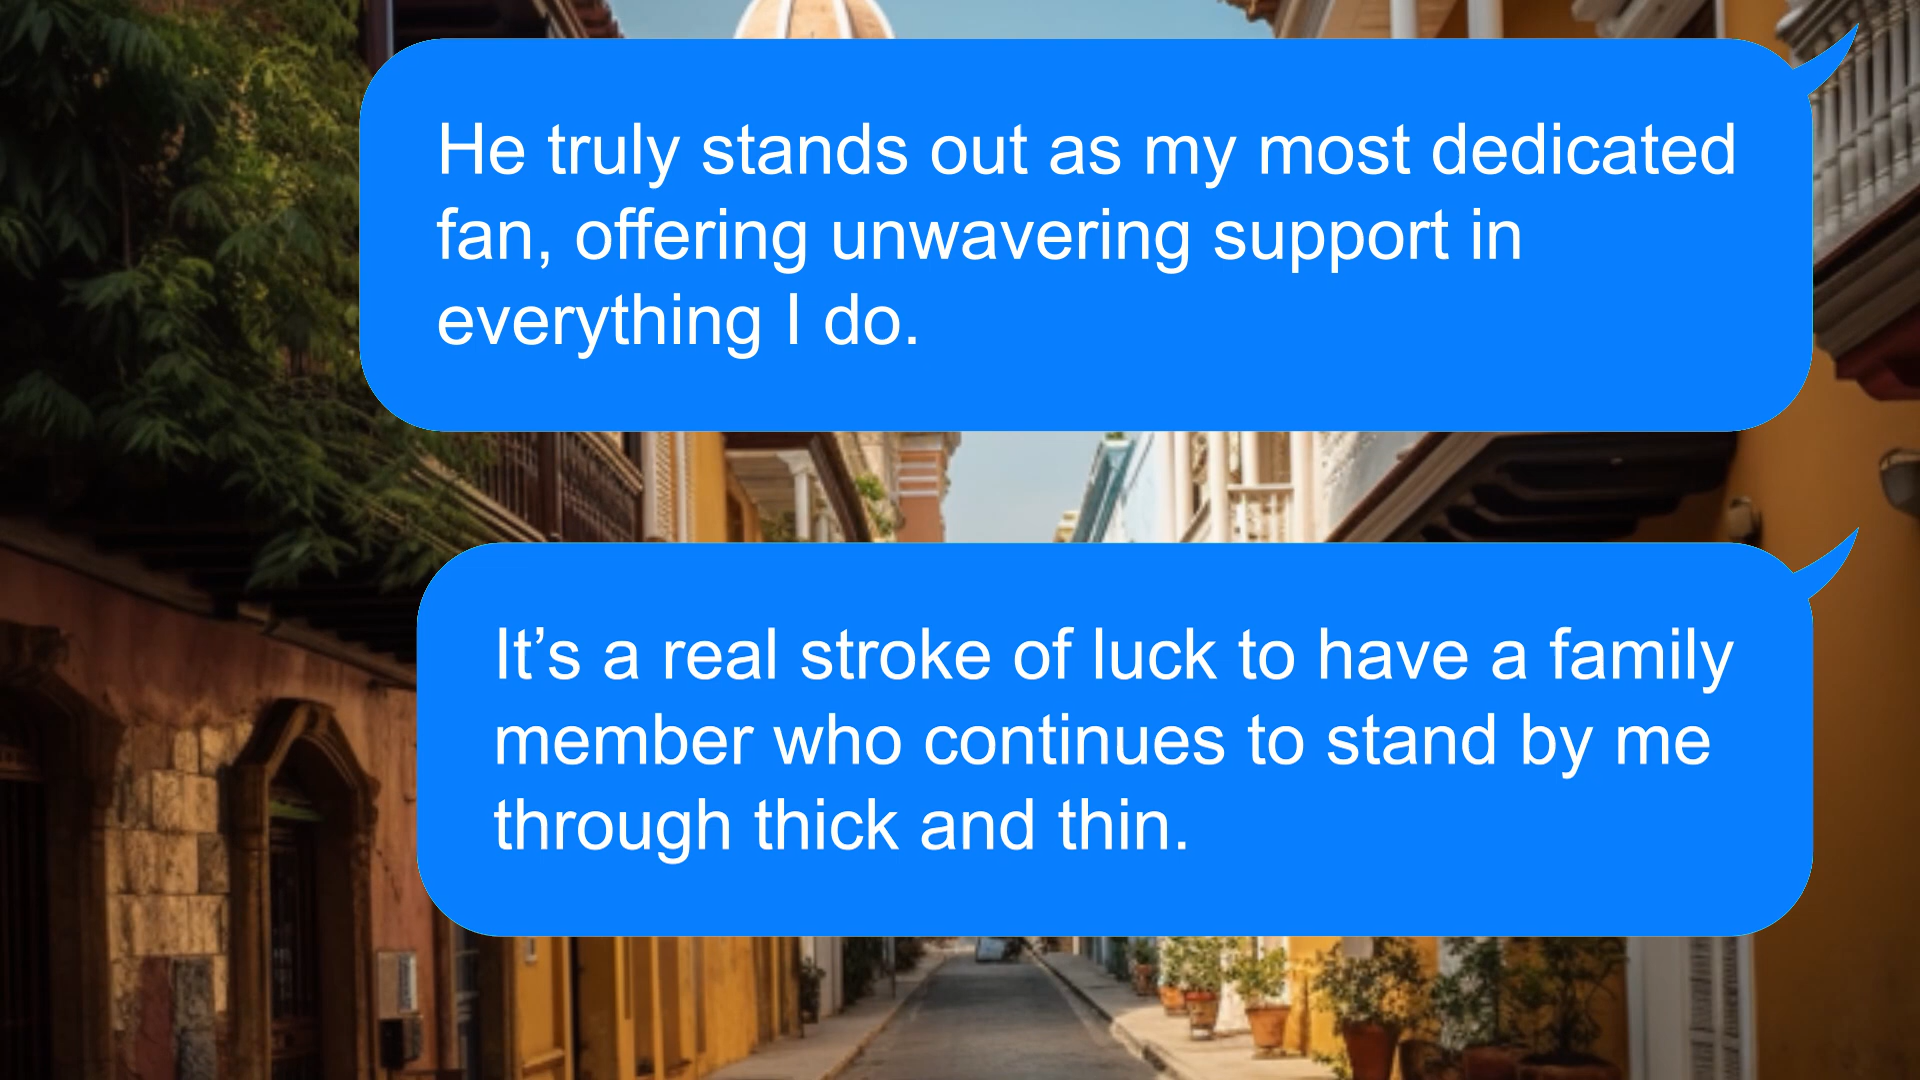 He truly stands out as my most dedicated
fan, offering unwavering support in
everything I do.
It’s a real stroke of luck to have a family
member who continues to stand by me
through thick and thin.